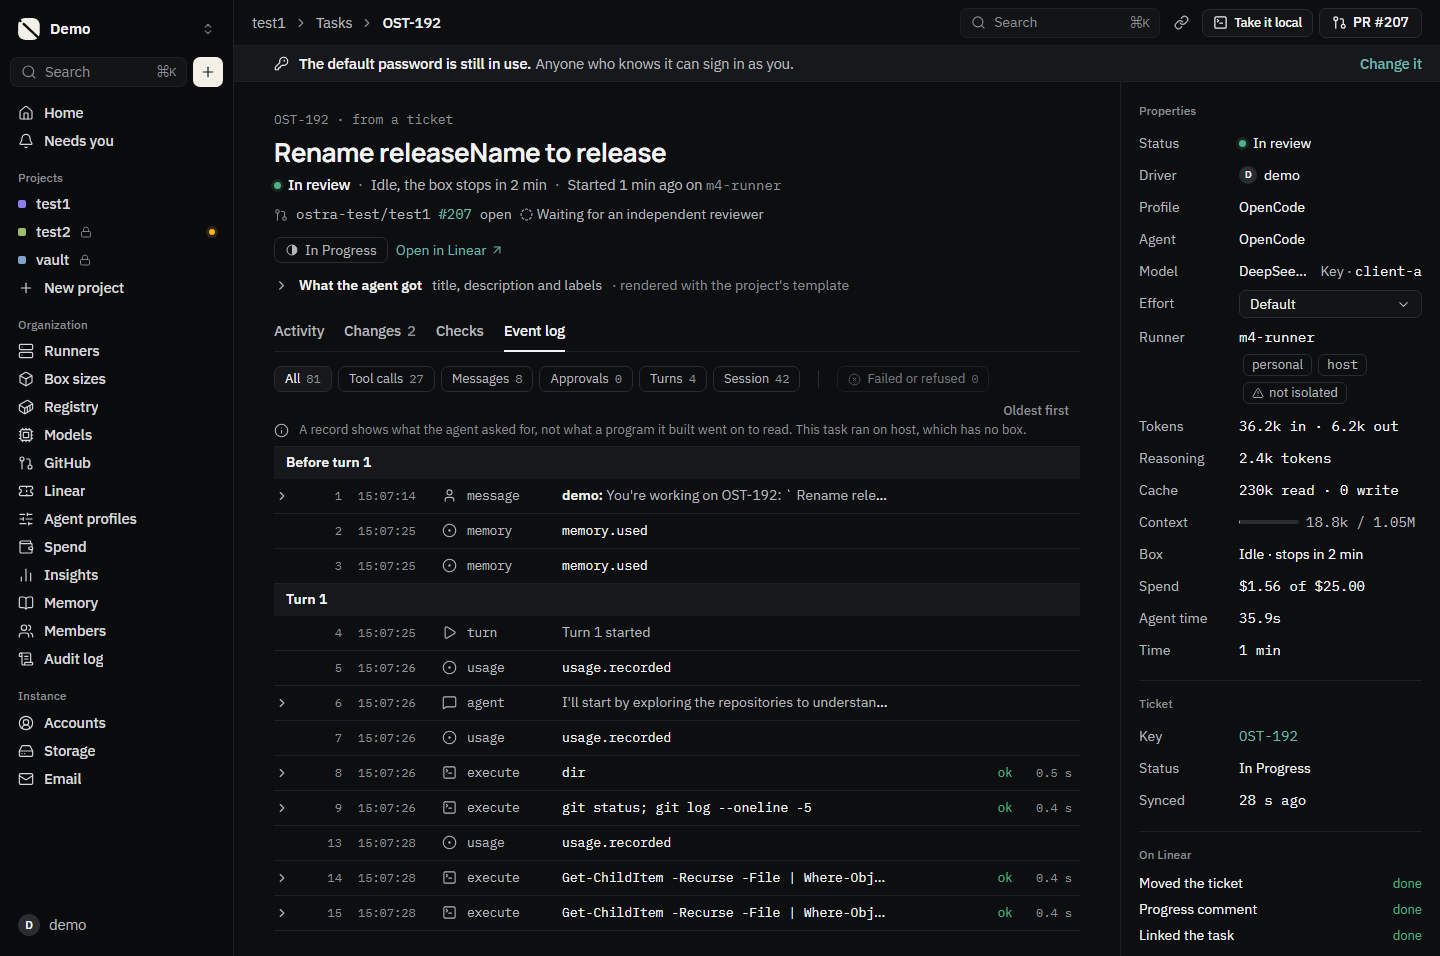 Demo
Search ⌘K
Home
Needs you
Projects
test1
test2
vault
New project
Organization
Runners
Box sizes
Registry
Models
GitHub
Linear
Agent profiles
Spend
Insights
Memory
Members
Audit log
Instance
Accounts
Storage
Email
D demo
test1 > Tasks > OST-192
Search ⌘K
Take it local
PR #207
The default password is still in use. Anyone who knows it can sign in as you.
Change it
OST-192 · from a ticket
Rename releaseName to release
In review · Idle, the box stops in 2 min · Started 1 min ago on m4-runner
ostra-test/test1 #207 open Waiting for an independent reviewer
In Progress Open in Linear ↗
What the agent got title, description and labels · rendered with the project's template
Activity Changes 2 Checks Event log
All 81 Tool calls 27 Messages 8 Approvals 0 Turns 4 Session 42 Failed or refused 0
Oldest first
A record shows what the agent asked for, not what a program it built went on to read. This task ran on host, which has no box.
Before turn 1
1 15:07:14 message demo: You're working on OST-192: ` Rename rele...
2 15:07:25 memory memory.used
3 15:07:25 memory memory.used
Turn 1
4 15:07:25 turn Turn 1 started
5 15:07:26 usage usage.recorded
6 15:07:26 agent I'll start by exploring the repositories to understan...
7 15:07:26 usage usage.recorded
8 15:07:26 execute dir ok 0.5 s
9 15:07:26 execute git status; git log --oneline -5 ok 0.4 s
13 15:07:28 usage usage.recorded
14 15:07:28 execute Get-ChildItem -Recurse -File | Where-Obj... ok 0.4 s
15 15:07:28 execute Get-ChildItem -Recurse -File | Where-Obj... ok 0.4 s
Properties
Status In review
Driver D demo
Profile OpenCode
Agent OpenCode
Model DeepSee... Key · client-a
Effort Default
Runner m4-runner
personal host
not isolated
Tokens 36.2k in · 6.2k out
Reasoning 2.4k tokens
Cache 230k read · 0 write
Context 18.8k / 1.05M
Box Idle · stops in 2 min
Spend $1.56 of $25.00
Agent time 35.9s
Time 1 min
Ticket
Key OST-192
Status In Progress
Synced 28 s ago
On Linear
Moved the ticket done
Progress comment done
Linked the task done